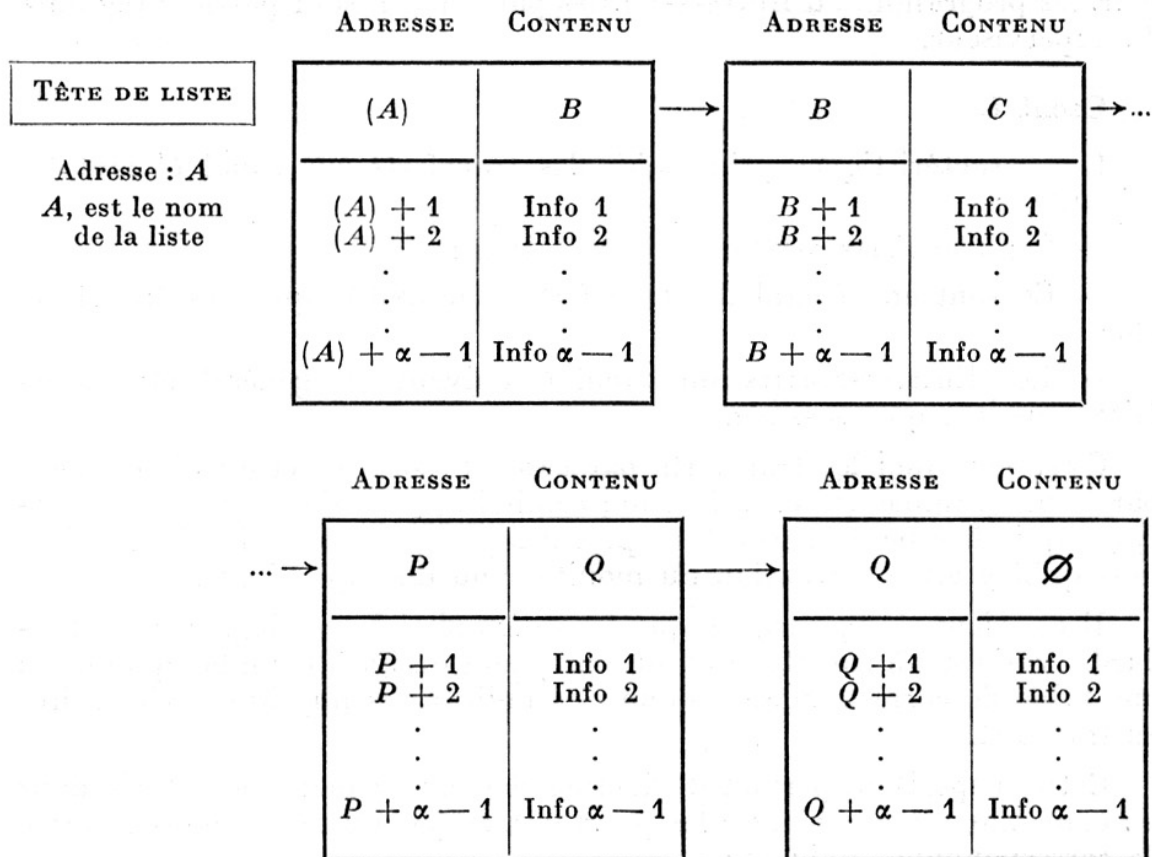 ADRESSE CONTENU ADRESSE CONTENU
TÊTE DE LISTE
(A) B → B C →...
Adresse : A
A, est le nom
de la liste
(A) + 1 Info 1 B + 1 Info 1
(A) + 2 Info 2 B + 2 Info 2
. . . .
. . . .
. . . .
(A) + α — 1 Info α — 1 B + α — 1 Info α — 1
ADRESSE CONTENU ADRESSE CONTENU
...→ P Q → Q Ø
P + 1 Info 1 Q + 1 Info 1
P + 2 Info 2 Q + 2 Info 2
. . . .
. . . .
. . . .
P + α — 1 Info α — 1 Q + α — 1 Info α — 1